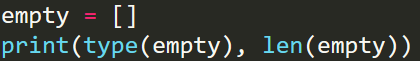 empty = []
print(type(empty), len(empty))